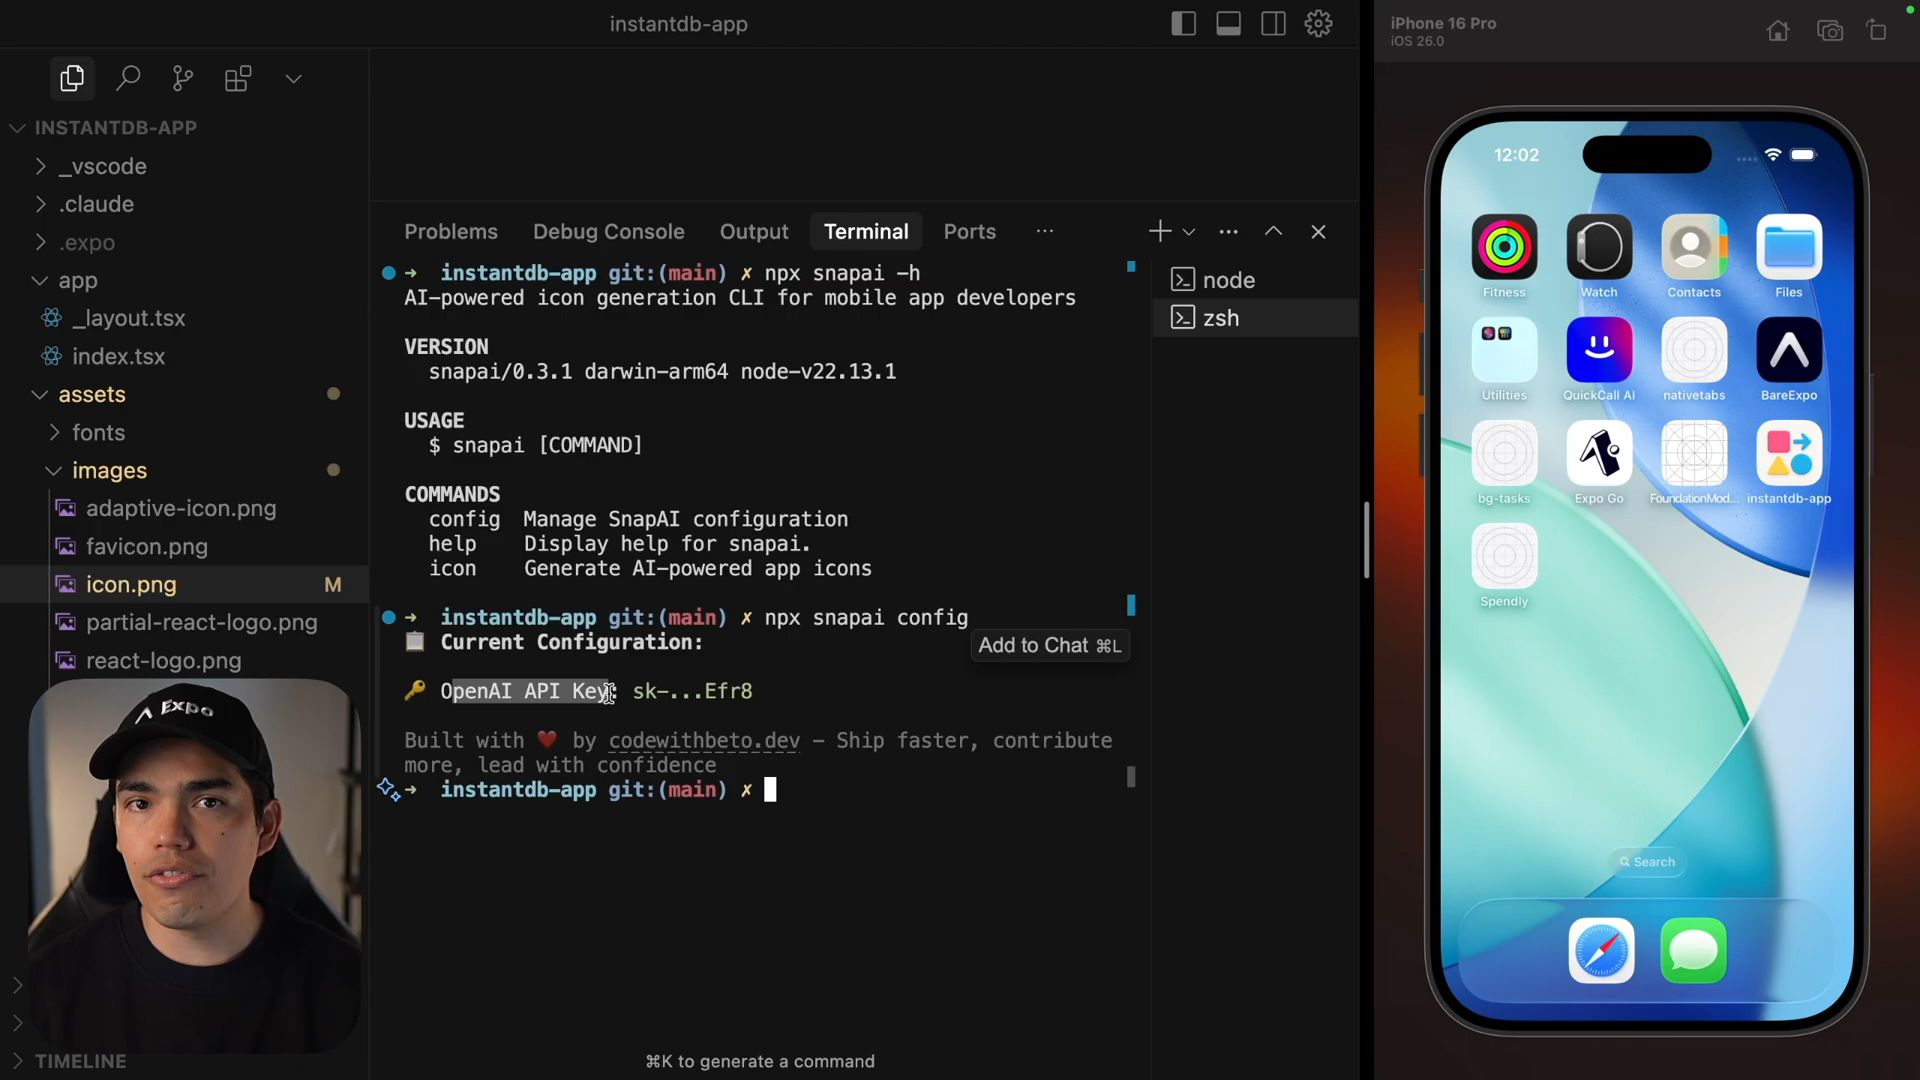 instantdb-app
INSTANTDB-APP
_vscode
.claude
.expo
app
_layout.tsx
index.tsx
assets
fonts
images
adaptive-icon.png
favicon.png
icon.png M
partial-react-logo.png
react-logo.png
TIMELINE
Expo
Problems Debug Console Output Terminal Ports
node
zsh
➜ instantdb-app git:(main) ✗ npx snapai -h
AI-powered icon generation CLI for mobile app developers
VERSION
snapai/0.3.1 darwin-arm64 node-v22.13.1
USAGE
$ snapai [COMMAND]
COMMANDS
config Manage SnapAI configuration
help Display help for snapai.
icon Generate AI-powered app icons
➜ instantdb-app git:(main) ✗ npx snapai config
📋 Current Configuration:
Add to Chat ⌘L
🔑 OpenAI API Key: sk-...Efr8
Built with ❤️ by codewithbeto.dev – Ship faster, contribute
more, lead with confidence
➜ instantdb-app git:(main) ✗
⌘K to generate a command
iPhone 16 Pro
iOS 26.0
12:02
Fitness Watch Contacts Files
Utilities QuickCall AI nativetabs BareExpo
bg-tasks Expo Go FoundationMod... instantdb-app
Spendly
Search